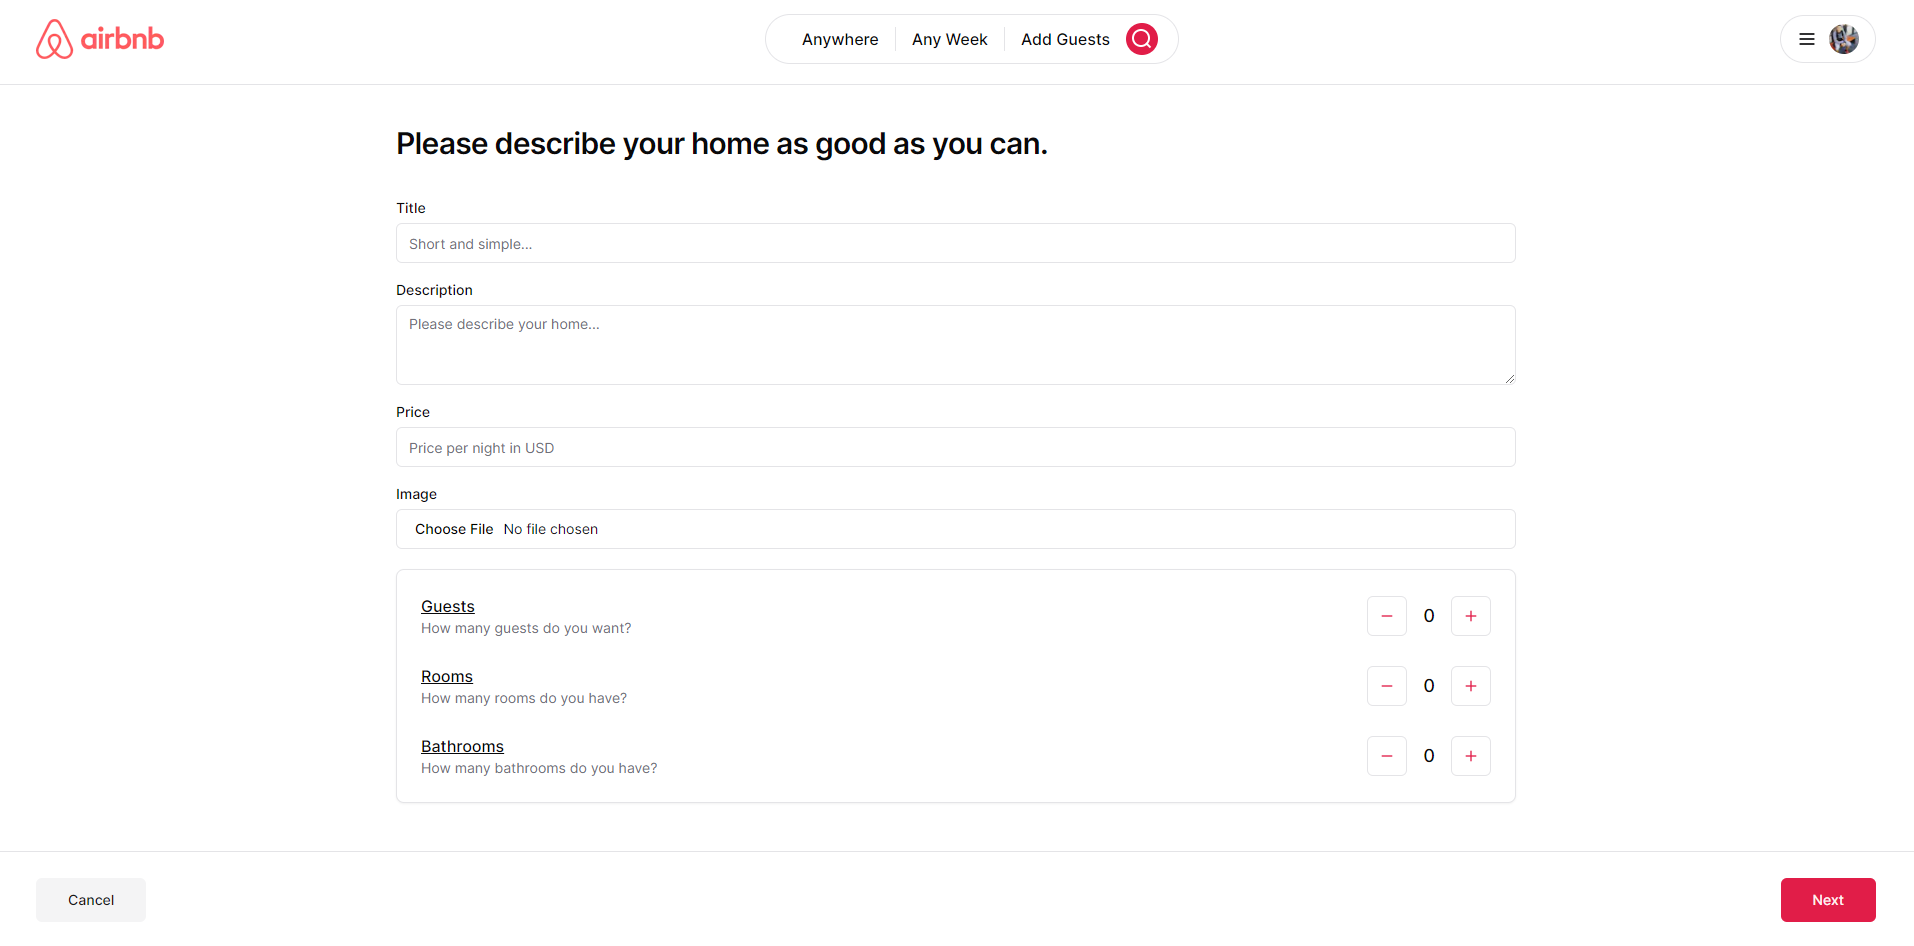 airbnb
Anywhere
Any Week
Add Guests
Please describe your home as good as you can.
Title
Short and simple...
Description
Please describe your home...
Price
Price per night in USD
Image
Choose File No file chosen
Guests
How many guests do you want?
0
Rooms
How many rooms do you have?
0
Bathrooms
How many bathrooms do you have?
0
Cancel
Next